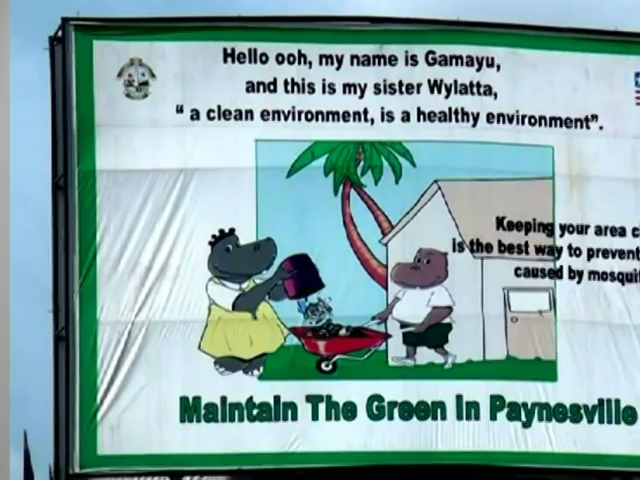 Hello ooh, my name is Gamayu,
and this is my sister Wylatta,
“ a clean environment, is a healthy environment”.
Keeping your area c
is the best way to prevent
caused by mosquit
Maintain The Green In Paynesville